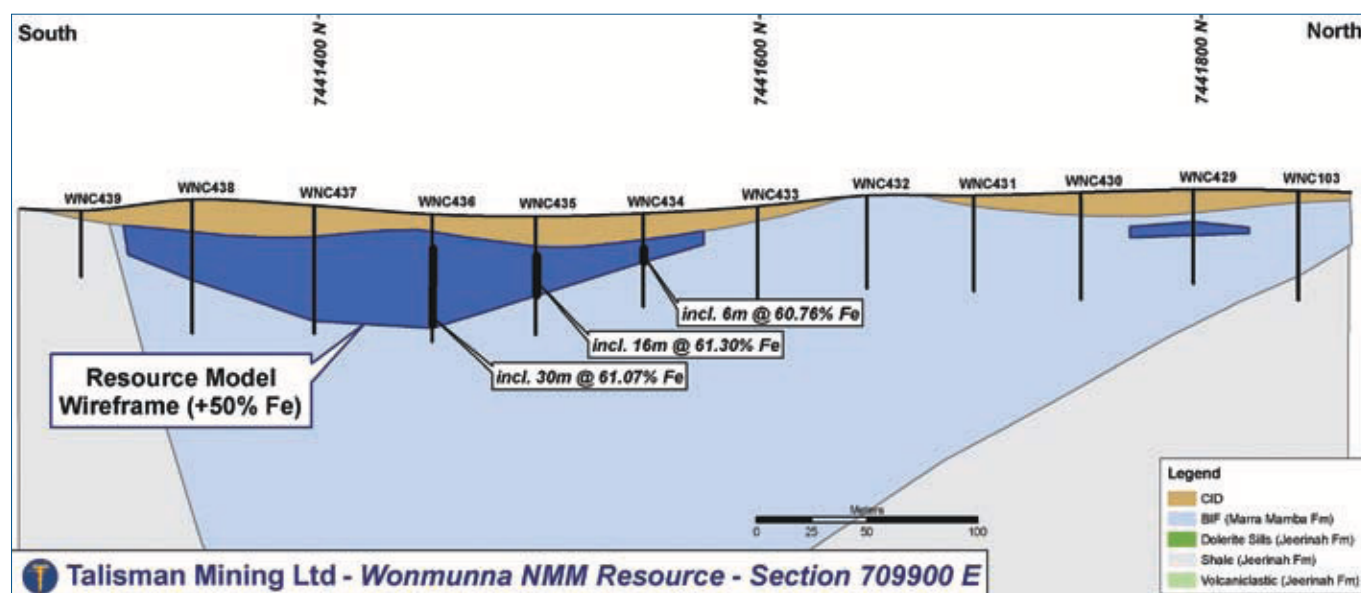 South
7441400 N
7441600 N
7441800 N
North
WNC439
WNC438
WNC437
WNC436
WNC435
WNC434
WNC433
WNC432
WNC431
WNC430
WNC429
WNC103
incl. 6m @ 60.76% Fe
incl. 16m @ 61.30% Fe
incl. 30m @ 61.07% Fe
Resource Model
Wireframe (+50% Fe)
Meters
0 25 50 100
Legend
CID
BIF (Marra Mamba Fm)
Dolerite Sills (Jeerinah Fm)
Shale (Jeerinah Fm)
Volcaniclastic (Jeerinah Fm)
Talisman Mining Ltd - Wonmunna NMM Resource - Section 709900 E